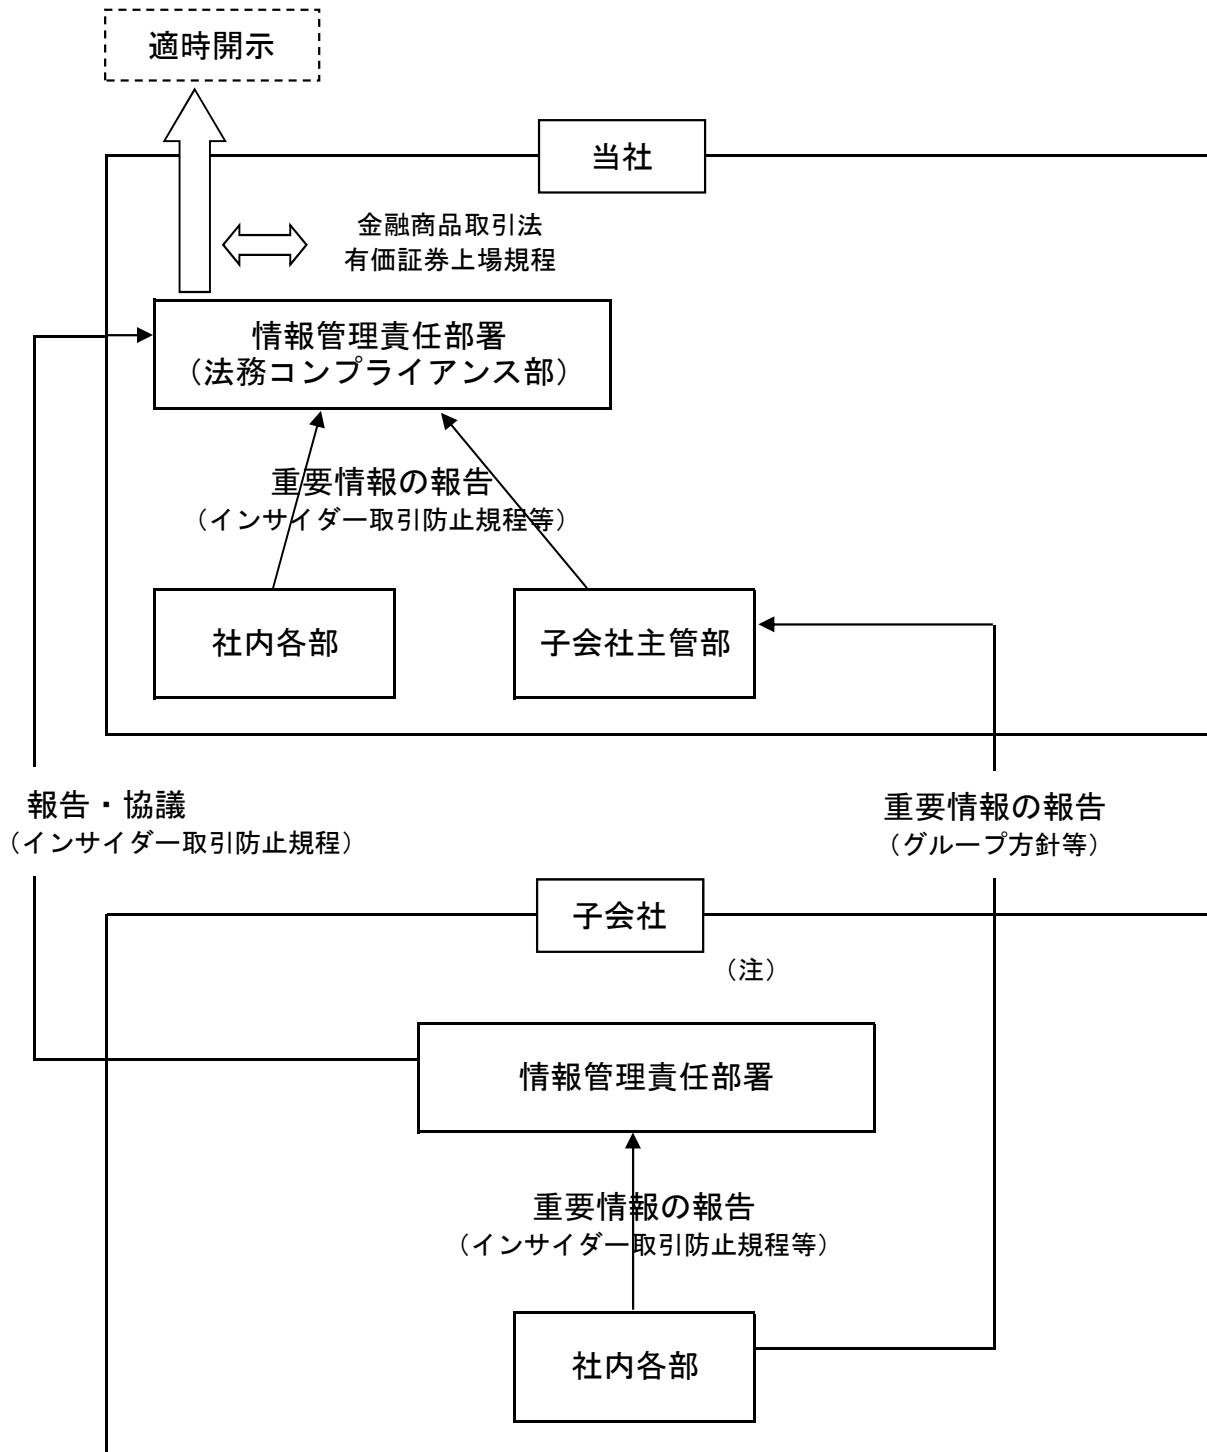 適時開示
当社
金融商品取引法
有価証券上場規程
情報管理責任部署
(法務コンプライアンス部)
重要情報の報告
(インサイダー取引防止規程等)
社内各部
子会社主管部
報告・協議
(インサイダー取引防止規程)
重要情報の報告
(グループ方針等)
子会社
(注)
情報管理責任部署
重要情報の報告
(インサイダー取引防止規程等)
社内各部